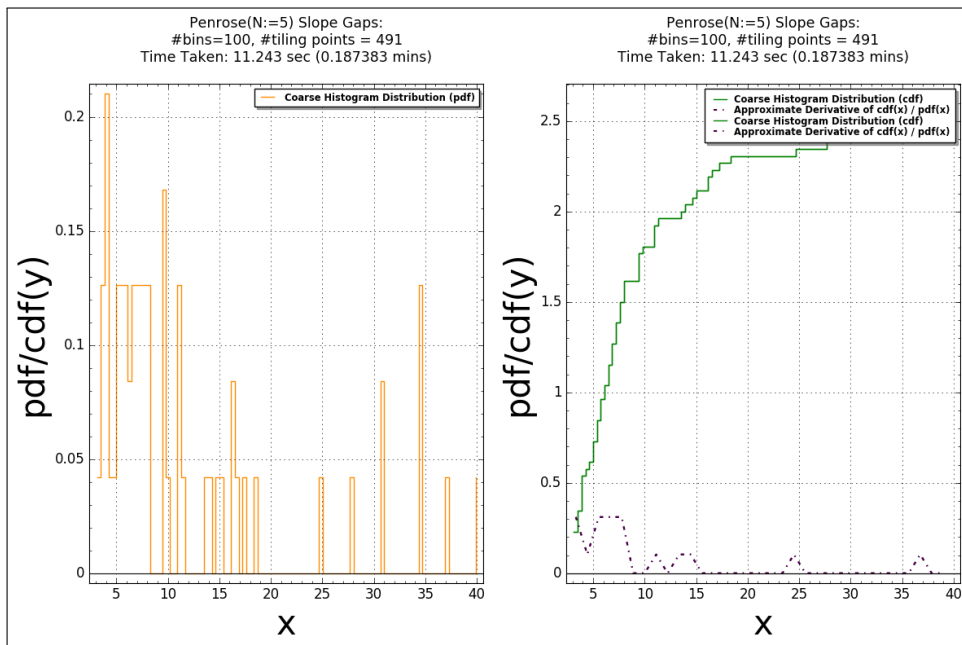 Penrose(N:=5) Slope Gaps:
#bins=100, #tiling points = 491
Time Taken: 11.243 sec (0.187383 mins)
Coarse Histogram Distribution (pdf)
0.2
0.15
0.1
0.05
0
5 10 15 20 25 30 35 40
pdf/cdf(y)
x
Penrose(N:=5) Slope Gaps:
#bins=100, #tiling points = 491
Time Taken: 11.243 sec (0.187383 mins)
Coarse Histogram Distribution (cdf)
Approximate Derivative of cdf(x) / pdf(x)
Coarse Histogram Distribution (cdf)
Approximate Derivative of cdf(x) / pdf(x)
2.5
2
1.5
1
0.5
0
5 10 15 20 25 30 35 40
pdf/cdf(y)
x